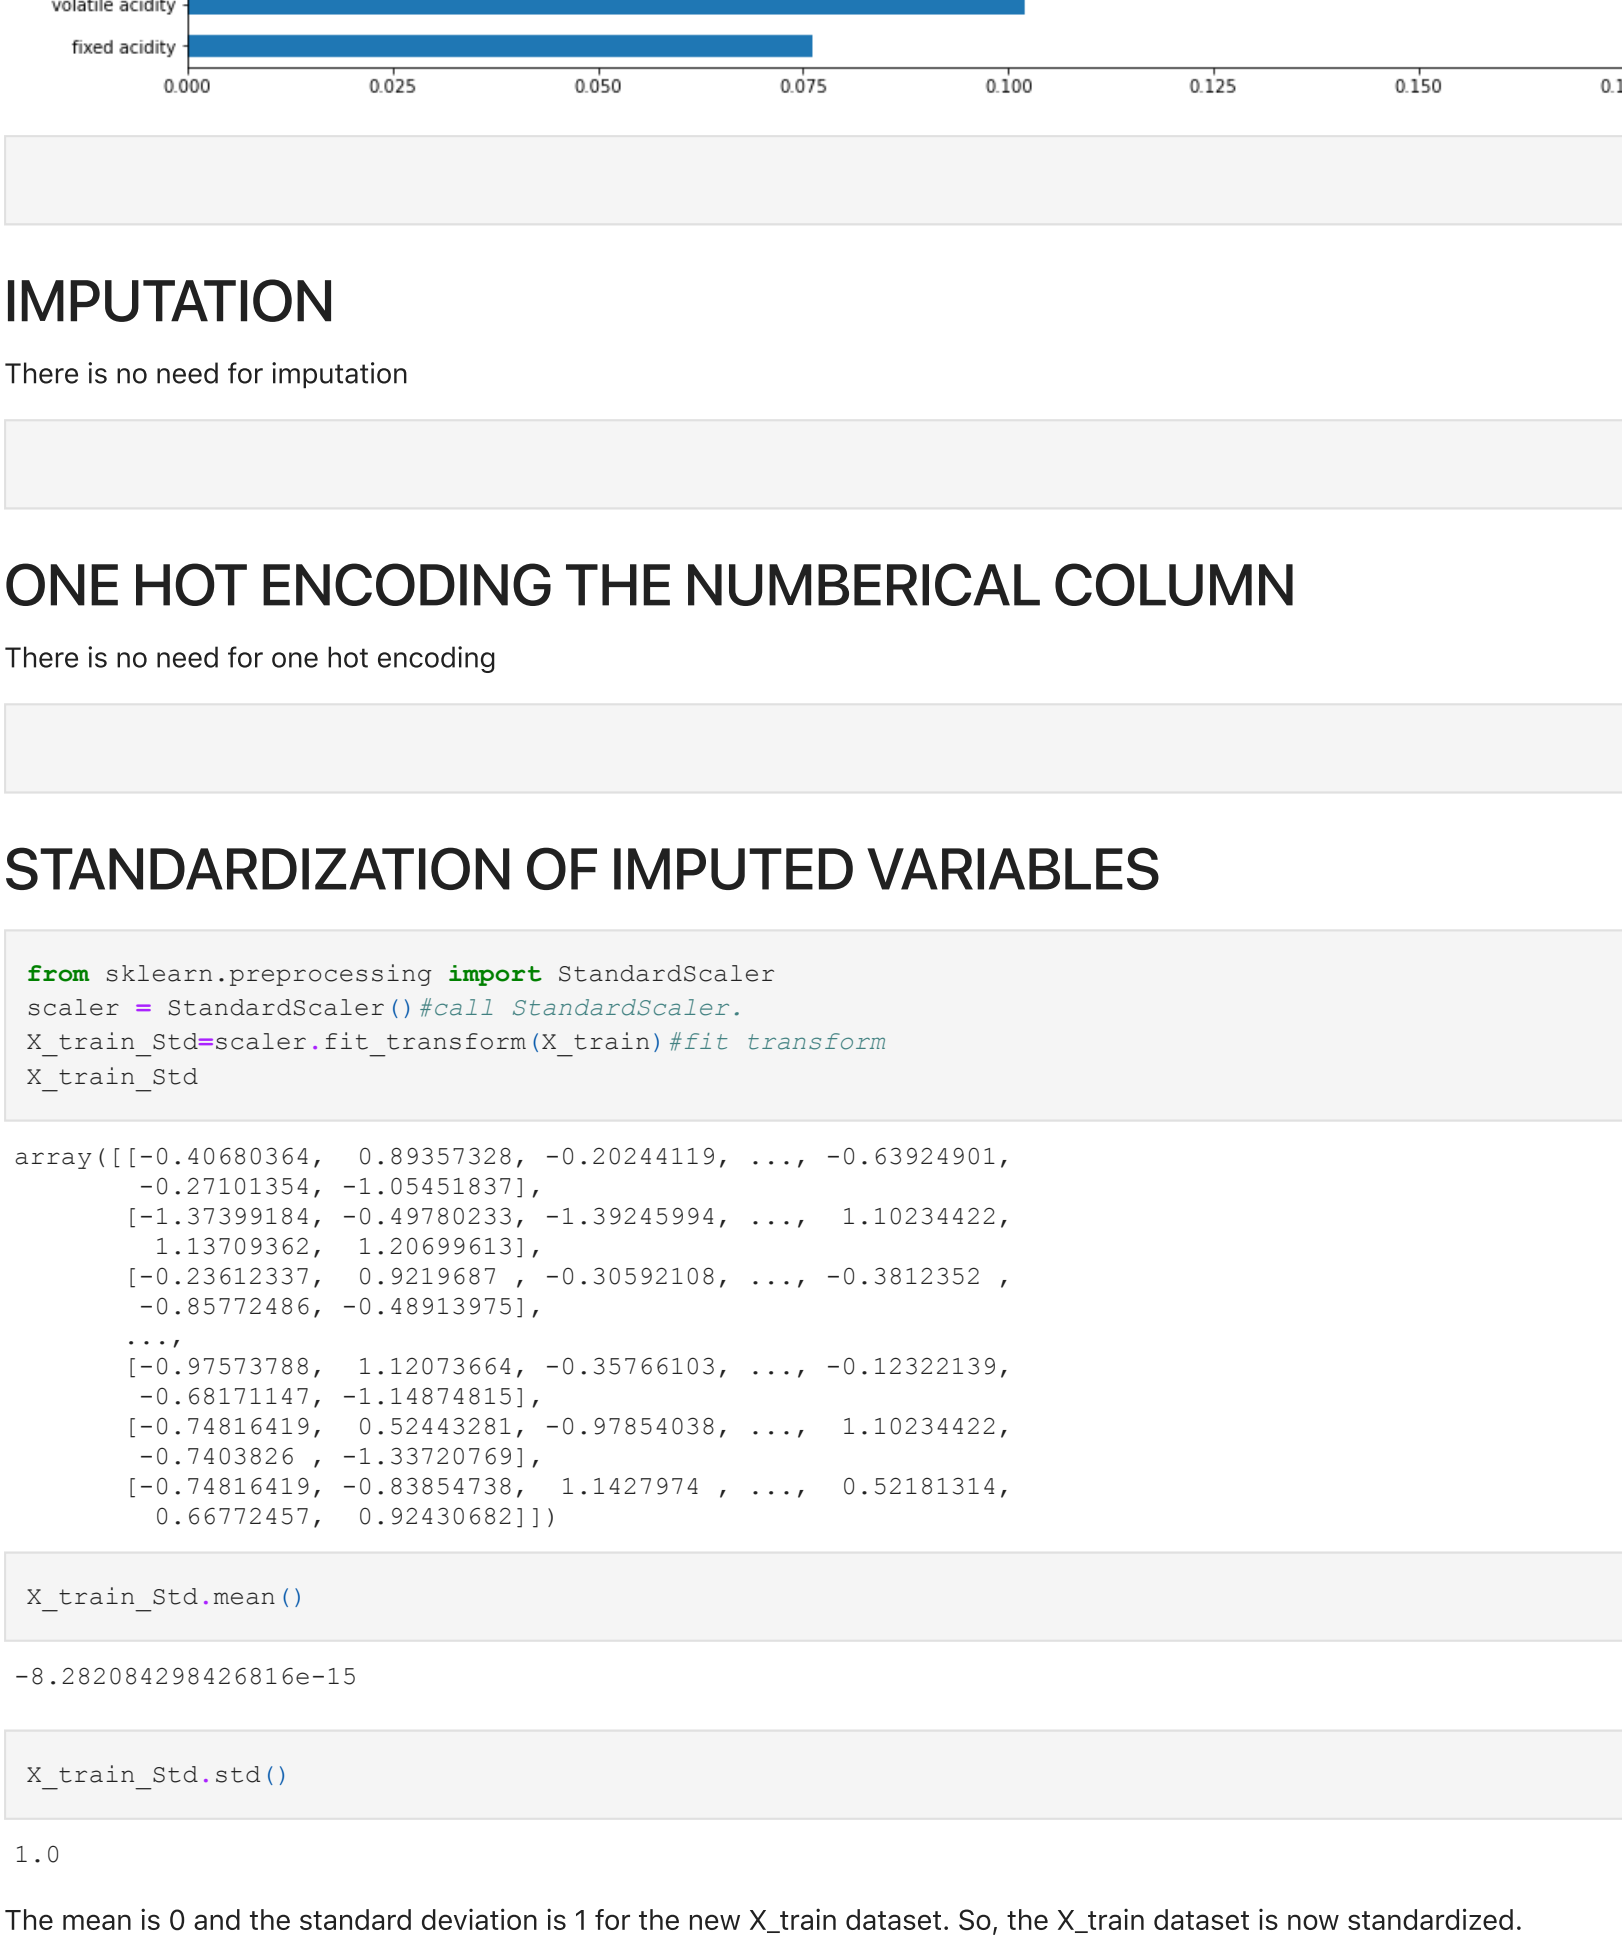 volatile acidity
fixed acidity
0.000 0.025 0.050 0.075 0.100 0.125 0.150
IMPUTATION
There is no need for imputation
ONE HOT ENCODING THE NUMBERICAL COLUMN
There is no need for one hot encoding
STANDARDIZATION OF IMPUTED VARIABLES
from sklearn.preprocessing import StandardScaler
scaler = StandardScaler()#call StandardScaler.
X_train_Std=scaler.fit_transform(X_train)#fit transform
X_train_Std
array([[-0.40680364,  0.89357328, -0.20244119, ..., -0.63924901,
        -0.27101354, -1.05451837],
       [-1.37399184, -0.49780233, -1.39245994, ...,  1.10234422,
         1.13709362,  1.20699613],
       [-0.23612337,  0.9219687 , -0.30592108, ..., -0.3812352 ,
        -0.85772486, -0.48913975],
       ...,
       [-0.97573788,  1.12073664, -0.35766103, ..., -0.12322139,
        -0.68171147, -1.14874815],
       [-0.74816419,  0.52443281, -0.97854038, ...,  1.10234422,
        -0.7403826 , -1.33720769],
       [-0.74816419, -0.83854738,  1.1427974 , ...,  0.52181314,
         0.66772457,  0.92430682]])
X_train_Std.mean()
-8.282084298426816e-15
X_train_Std.std()
1.0
The mean is 0 and the standard deviation is 1 for the new X_train dataset. So, the X_train dataset is now standardized.